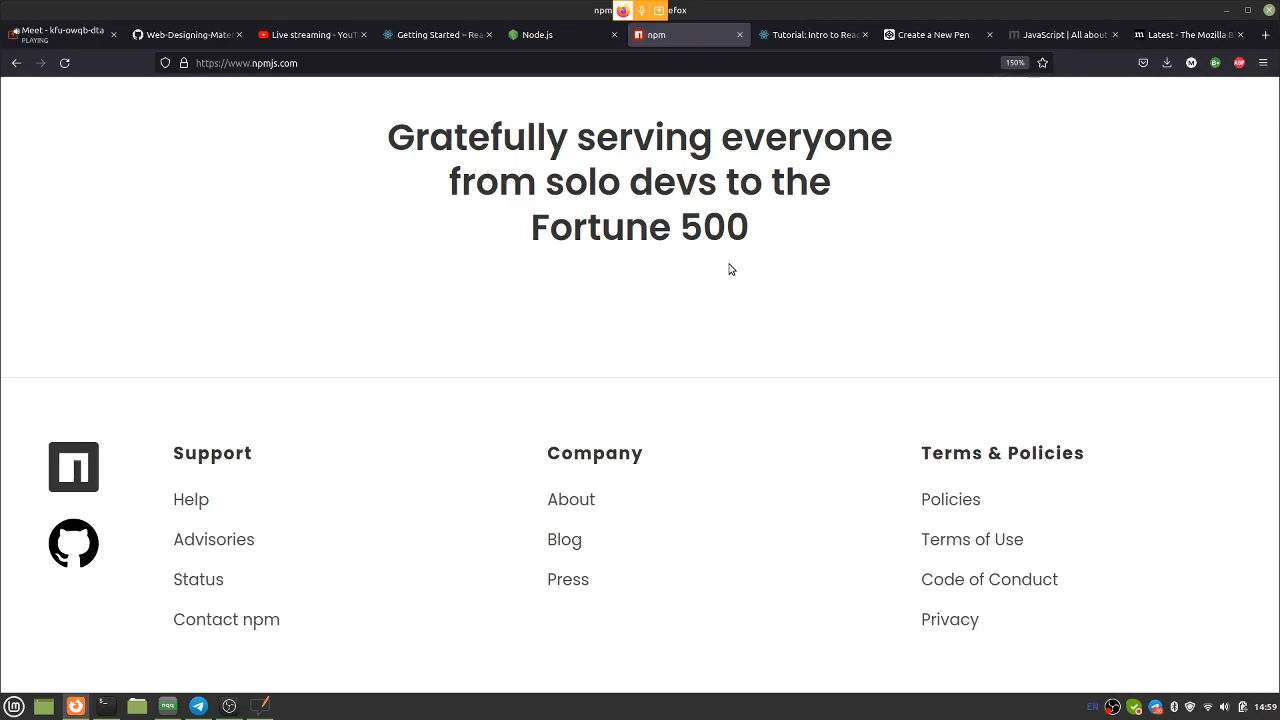 npm
efox
Meet - kfu-owqb-dta
PLAYING
Web-Designing-Mate
Live streaming - YouT
Getting Started – Rea
Node.js
npm
Tutorial: Intro to Reac
Create a New Pen
JavaScript | All about
Latest - The Mozilla B
https://www.npmjs.com
150%
Gratefully serving everyone
from solo devs to the
Fortune 500
Support
Company
Terms & Policies
Help
About
Policies
Advisories
Blog
Terms of Use
Status
Press
Code of Conduct
Contact npm
Privacy
nqq
EN
14:59